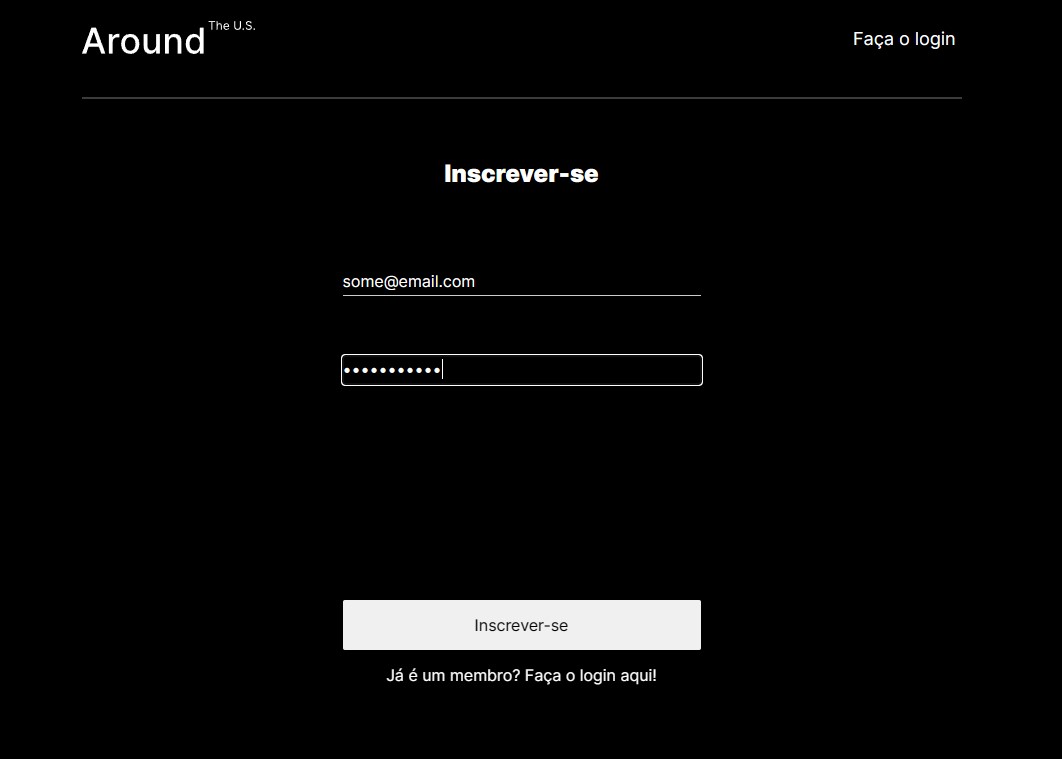 Around The U.S.
Faça o login
Inscrever-se
some@email.com
•••••••••••
Inscrever-se
Já é um membro? Faça o login aqui!